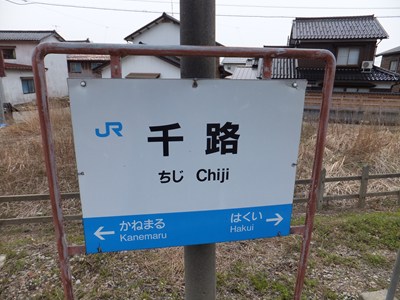 JR 千路
ちじ Chiji
← かねまる はくい →
Kanemaru Hakui